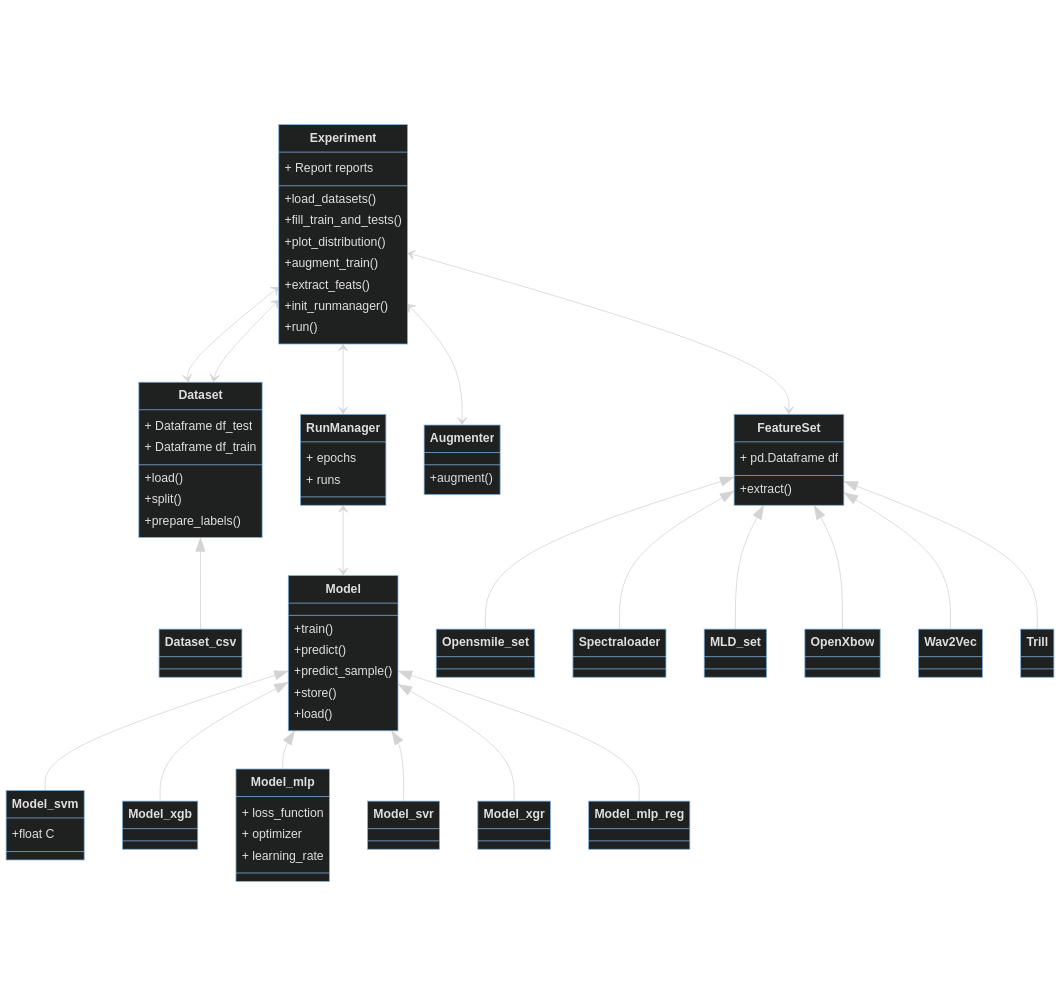 Experiment
+ Report reports
+load_datasets()
+fill_train_and_tests()
+plot_distribution()
+augment_train()
+extract_feats()
+init_runmanager()
+run()
Dataset
+ Dataframe df_test
+ Dataframe df_train
+load()
+split()
+prepare_labels()
RunManager
+ epochs
+ runs
Augmenter
+augment()
FeatureSet
+ pd.Dataframe df
+extract()
Dataset_csv
Model
+train()
+predict()
+predict_sample()
+store()
+load()
Opensmile_set
Spectraloader
MLD_set
OpenXbow
Wav2Vec
Trill
Model_svm
+float C
Model_xgb
Model_mlp
+ loss_function
+ optimizer
+ learning_rate
Model_svr
Model_xgr
Model_mlp_reg